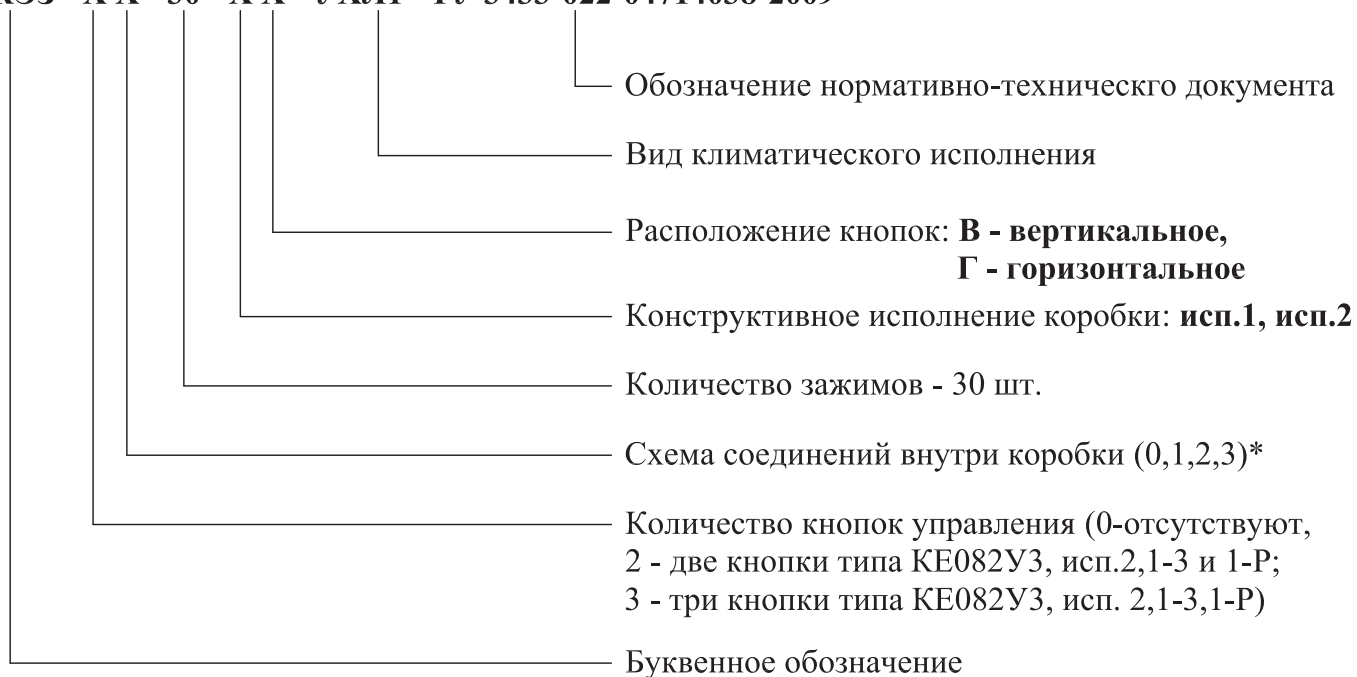 Обозначение нормативно-техническго документа
Вид климатического исполнения
Расположение кнопок: В - вертикальное,
Г - горизонтальное
Конструктивное исполнение коробки: исп.1, исп.2
Количество зажимов - 30 шт.
Схема соединений внутри коробки (0,1,2,3)*
Количество кнопок управления (0-отсутствуют,
2 - две кнопки типа КЕ082У3, исп.2,1-3 и 1-Р;
3 - три кнопки типа КЕ082У3, исп. 2,1-3,1-Р)
Буквенное обозначение